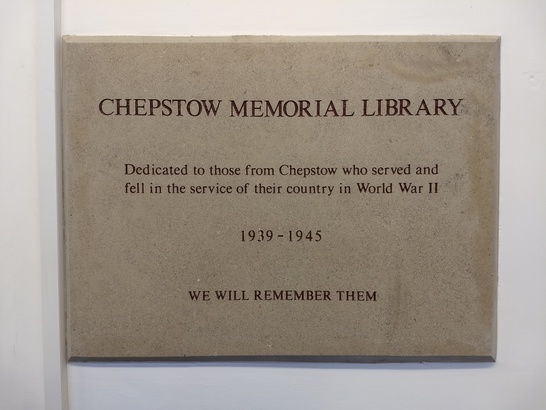 CHEPSTOW MEMORIAL LIBRARY
Dedicated to those from Chepstow who served and
fell in the service of their country in World War II
1939-1945
WE WILL REMEMBER THEM